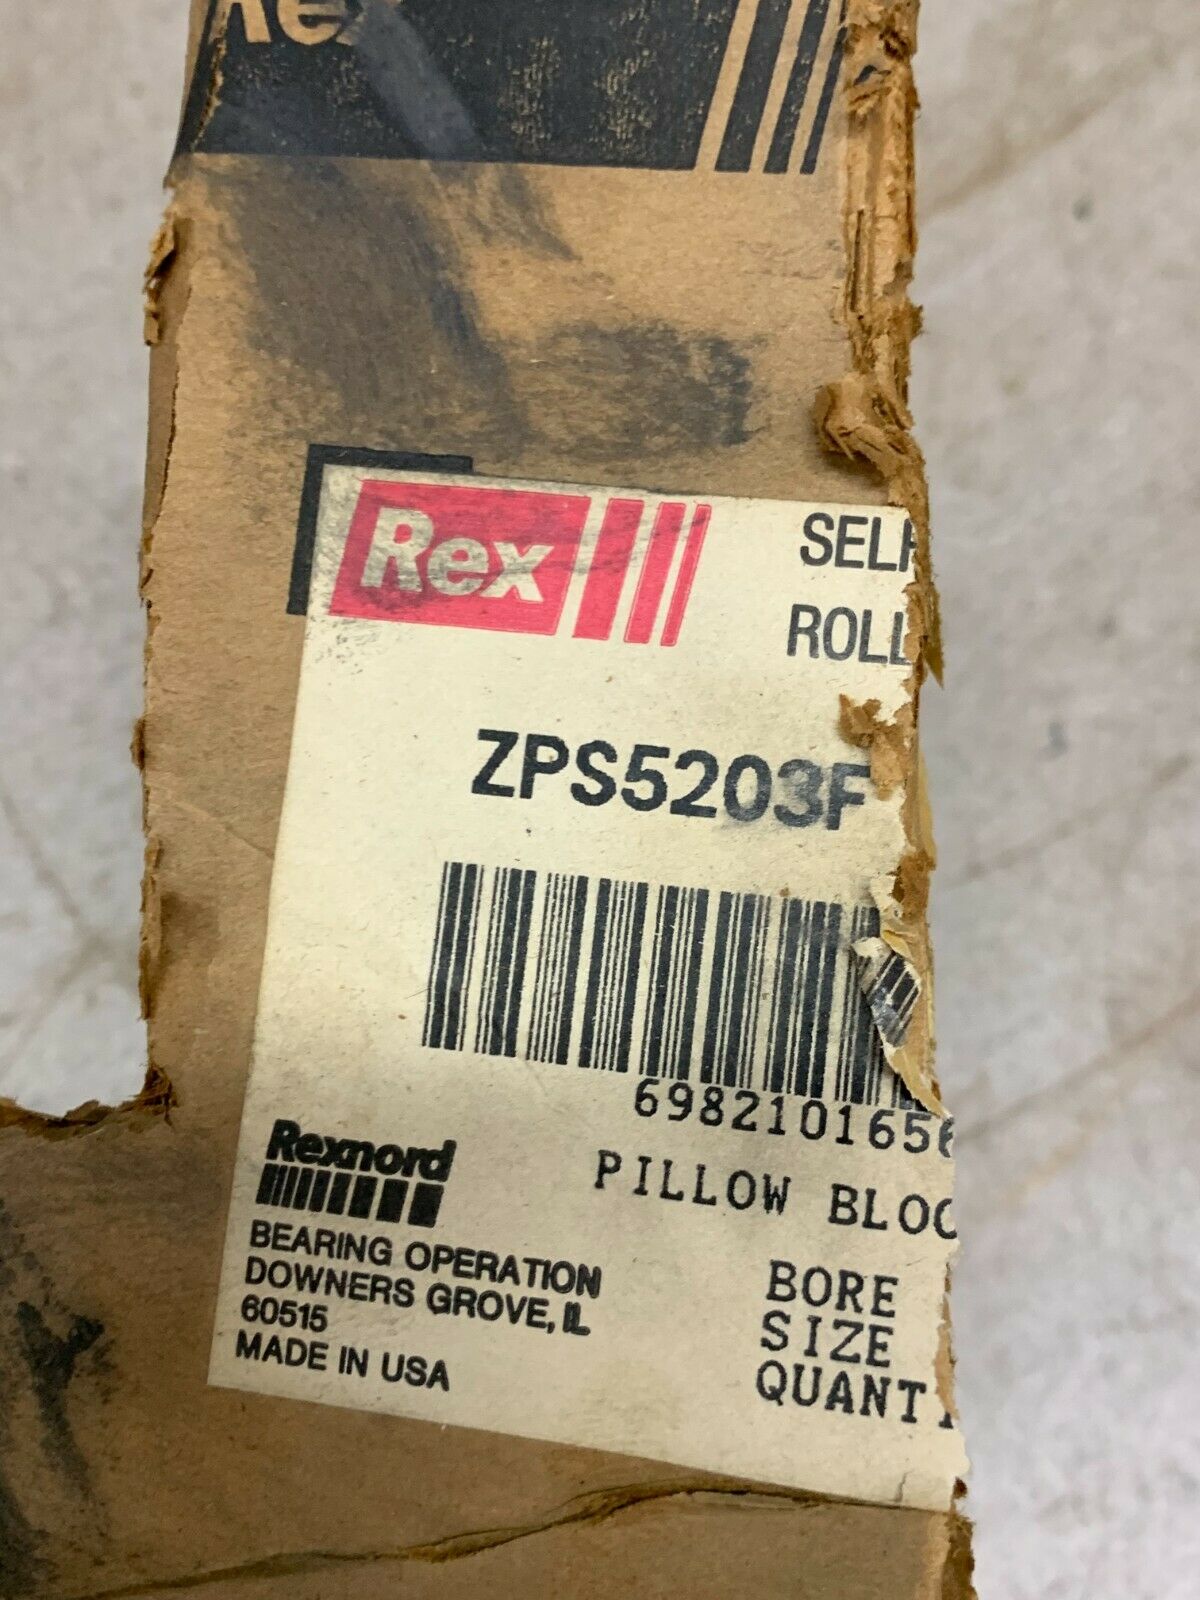 Rex
Rex
SELF
ROLL
ZPS5203F
6982101656
PILLOW BLOC
Rexnord
BEARING OPERATION
DOWNERS GROVE, IL
60515
MADE IN USA
BORE
SIZE
QUANT